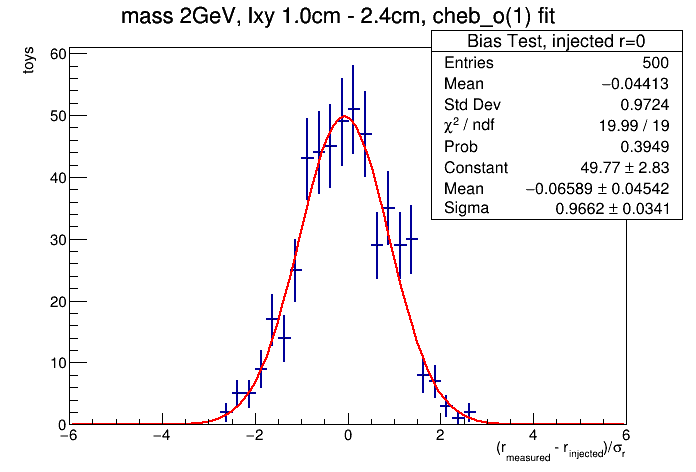 mass 2GeV, lxy 1.0cm - 2.4cm, cheb_o(1) fit
toys
Bias Test, injected r=0
Entries 500
Mean −0.04413
Std Dev 0.9724
χ² / ndf 19.99 / 19
Prob 0.3949
Constant 49.77 ± 2.83
Mean −0.06589 ± 0.04542
Sigma 0.9662 ± 0.0341
60
50
40
30
20
10
0
−6 −4 −2 0 2 4 6
(r_measured - r_injected)/σ_r